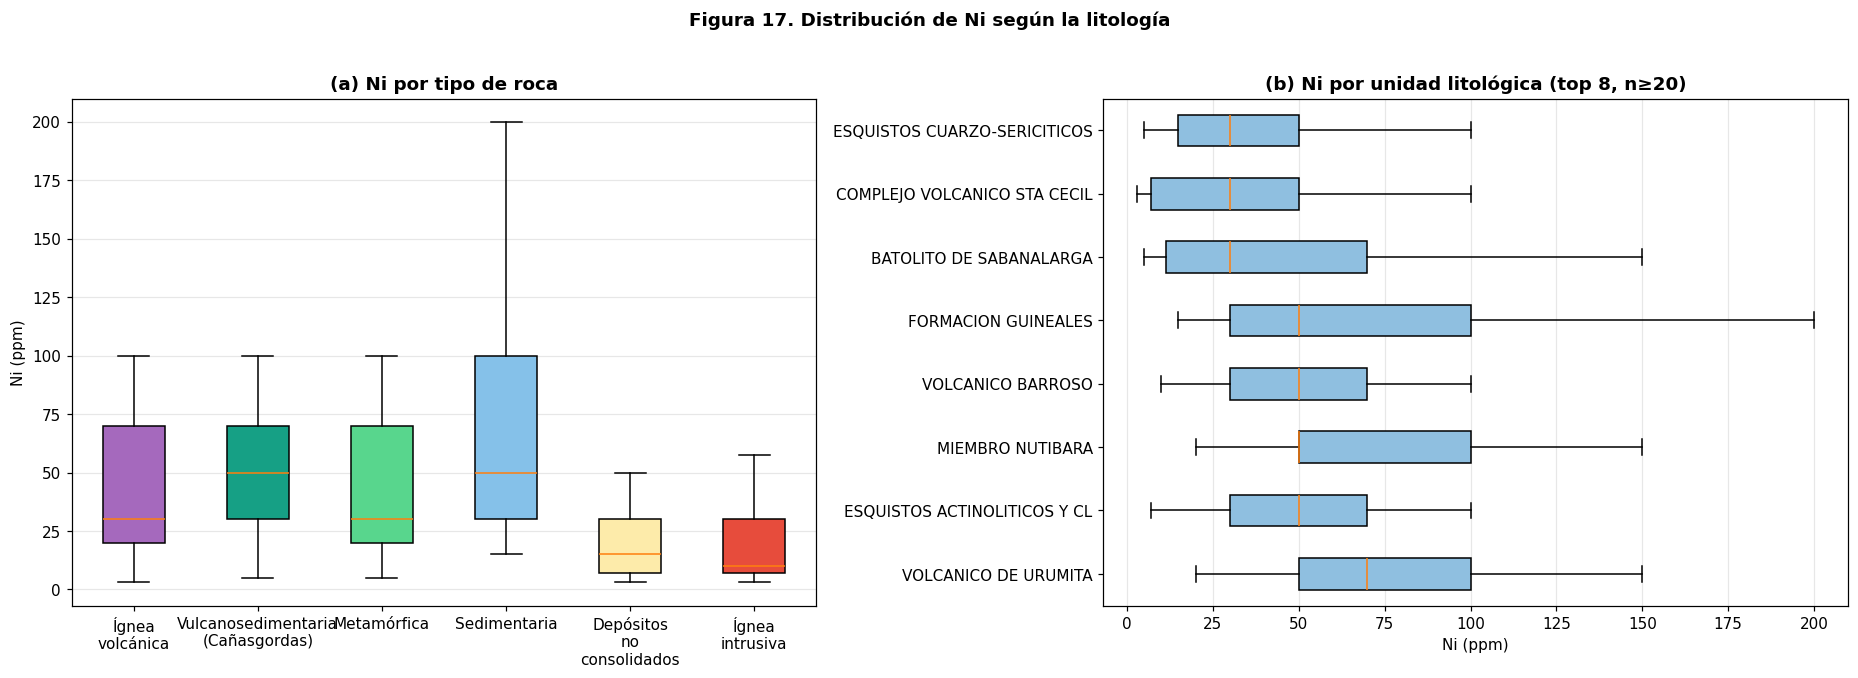 Figura 17. Distribución de Ni según la litología
(a) Ni por tipo de roca
Ni (ppm)
200
175
150
125
100
75
50
25
0
Ígnea
volcánica
Vulcanosedimentaria
(Cañasgordas)
Metamórfica
Sedimentaria
Depósitos
no
consolidados
Ígnea
intrusiva
(b) Ni por unidad litológica (top 8, n≥20)
ESQUISTOS CUARZO-SERICITICOS
COMPLEJO VOLCANICO STA CECIL
BATOLITO DE SABANALARGA
FORMACION GUINEALES
VOLCANICO BARROSO
MIEMBRO NUTIBARA
ESQUISTOS ACTINOLITICOS Y CL
VOLCANICO DE URUMITA
0 25 50 75 100 125 150 175 200
Ni (ppm)